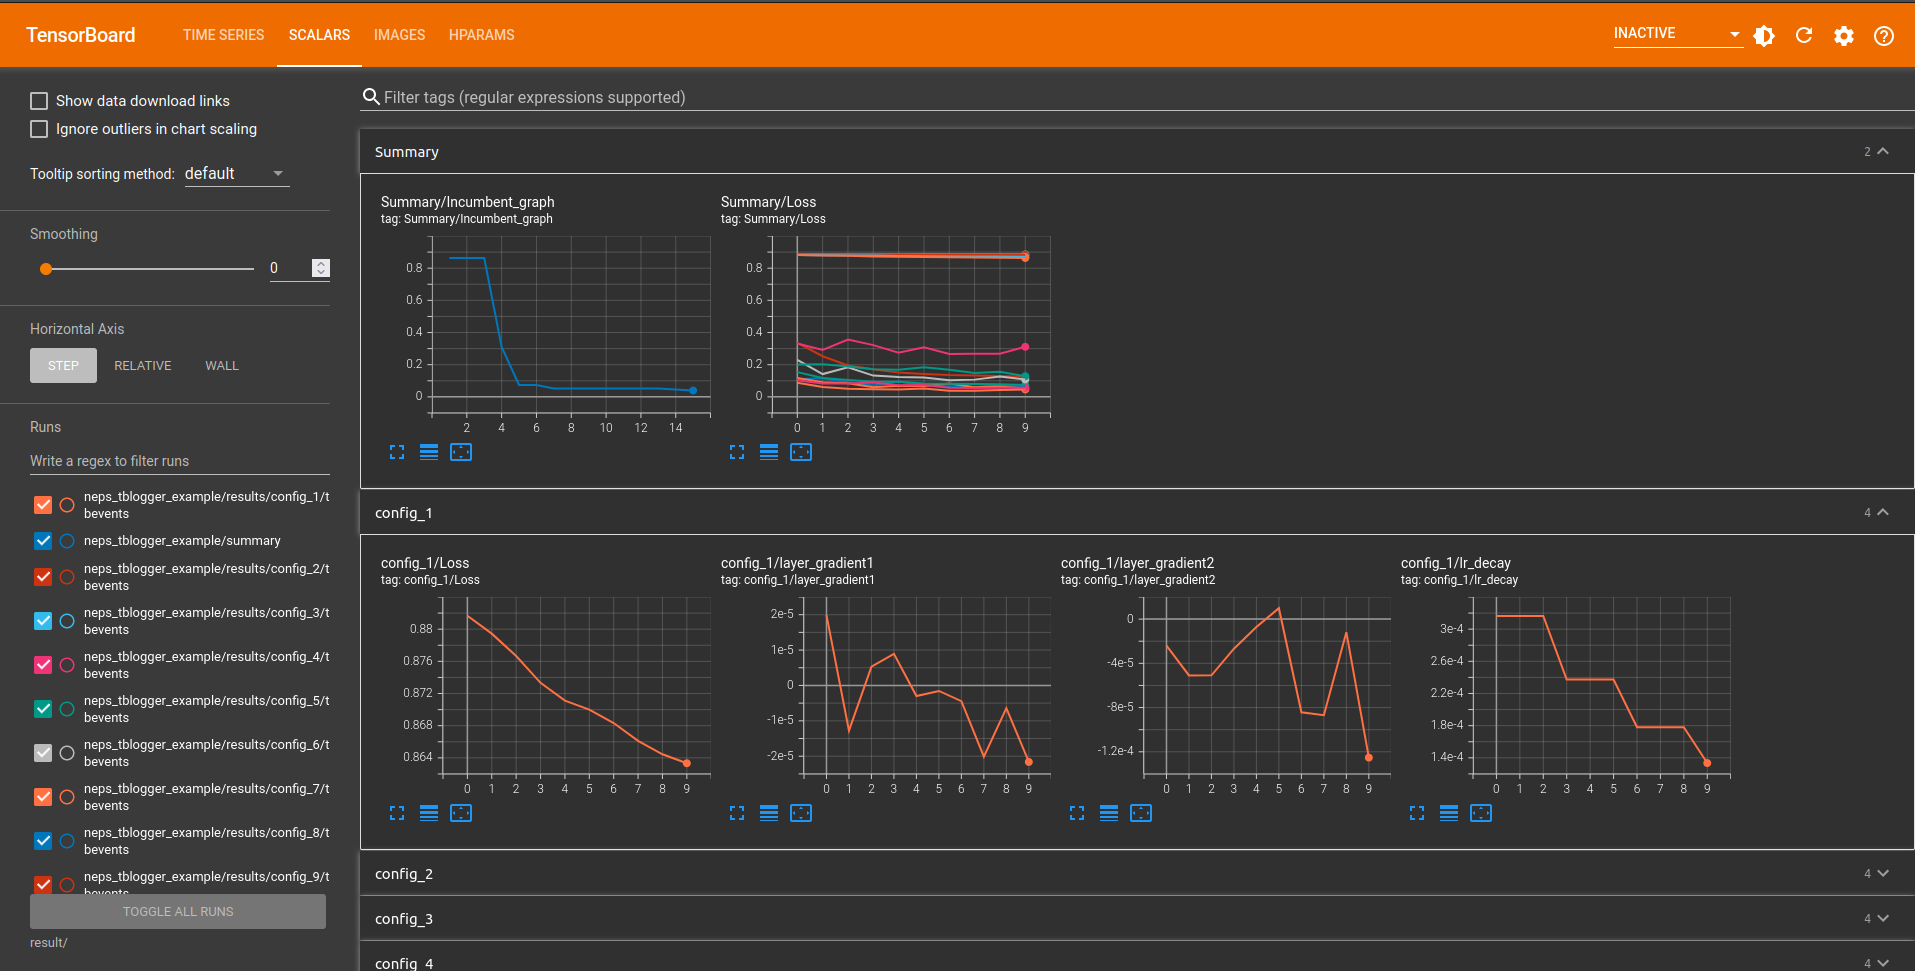 TensorBoard TIME SERIES SCALARS IMAGES HPARAMS INACTIVE
Show data download links
Ignore outliers in chart scaling
Tooltip sorting method: default
Smoothing
0
Horizontal Axis
STEP RELATIVE WALL
Runs
Write a regex to filter runs
neps_tblogger_example/results/config_1/t
bevents
neps_tblogger_example/summary
neps_tblogger_example/results/config_2/t
bevents
neps_tblogger_example/results/config_3/t
bevents
neps_tblogger_example/results/config_4/t
bevents
neps_tblogger_example/results/config_5/t
bevents
neps_tblogger_example/results/config_6/t
bevents
neps_tblogger_example/results/config_7/t
bevents
neps_tblogger_example/results/config_8/t
bevents
neps_tblogger_example/results/config_9/t
bevents
TOGGLE ALL RUNS
result/
Filter tags (regular expressions supported)
Summary 2
Summary/Incumbent_graph
tag: Summary/Incumbent_graph
0.8
0.6
0.4
0.2
0
2 4 6 8 10 12 14
Summary/Loss
tag: Summary/Loss
0.8
0.6
0.4
0.2
0
0 1 2 3 4 5 6 7 8 9
config_1 4
config_1/Loss
tag: config_1/Loss
0.88
0.876
0.872
0.868
0.864
0 1 2 3 4 5 6 7 8 9
config_1/layer_gradient1
tag: config_1/layer_gradient1
2e-5
1e-5
0
-1e-5
-2e-5
0 1 2 3 4 5 6 7 8 9
config_1/layer_gradient2
tag: config_1/layer_gradient2
0
-4e-5
-8e-5
-1.2e-4
0 1 2 3 4 5 6 7 8 9
config_1/lr_decay
tag: config_1/lr_decay
3e-4
2.6e-4
2.2e-4
1.8e-4
1.4e-4
0 1 2 3 4 5 6 7 8 9
config_2 4
config_3 4
config_4 4